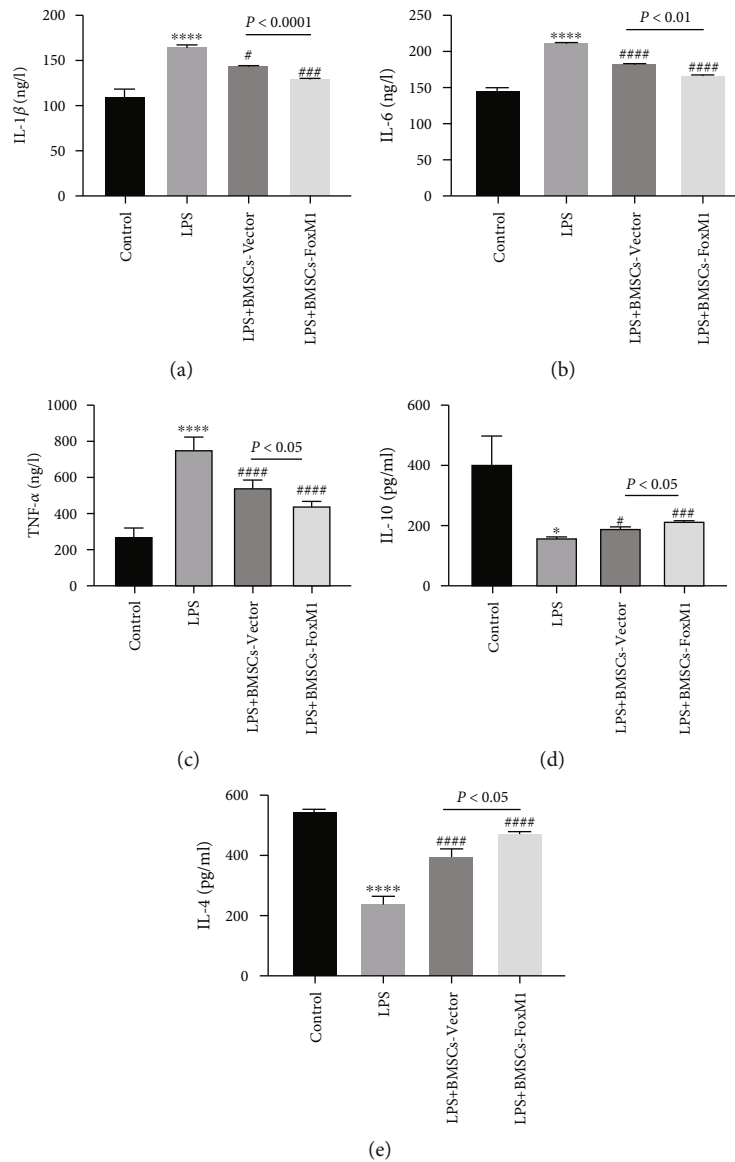 P < 0.0001
****
#
###
IL-1β (ng/l)
200
150
100
50
0
Control
LPS
LPS+BMSCs-Vector
LPS+BMSCs-FoxM1
(a)
P < 0.01
****
####
####
IL-6 (ng/l)
250
200
150
100
50
0
Control
LPS
LPS+BMSCs-Vector
LPS+BMSCs-FoxM1
(b)
P < 0.05
****
####
####
TNF-α (ng/l)
1000
800
600
400
200
0
Control
LPS
LPS+BMSCs-Vector
LPS+BMSCs-FoxM1
(c)
P < 0.05
*
#
###
IL-10 (pg/ml)
600
400
200
0
Control
LPS
LPS+BMSCs-Vector
LPS+BMSCs-FoxM1
(d)
P < 0.05
****
####
####
IL-4 (pg/ml)
600
400
200
0
Control
LPS
LPS+BMSCs-Vector
LPS+BMSCs-FoxM1
(e)